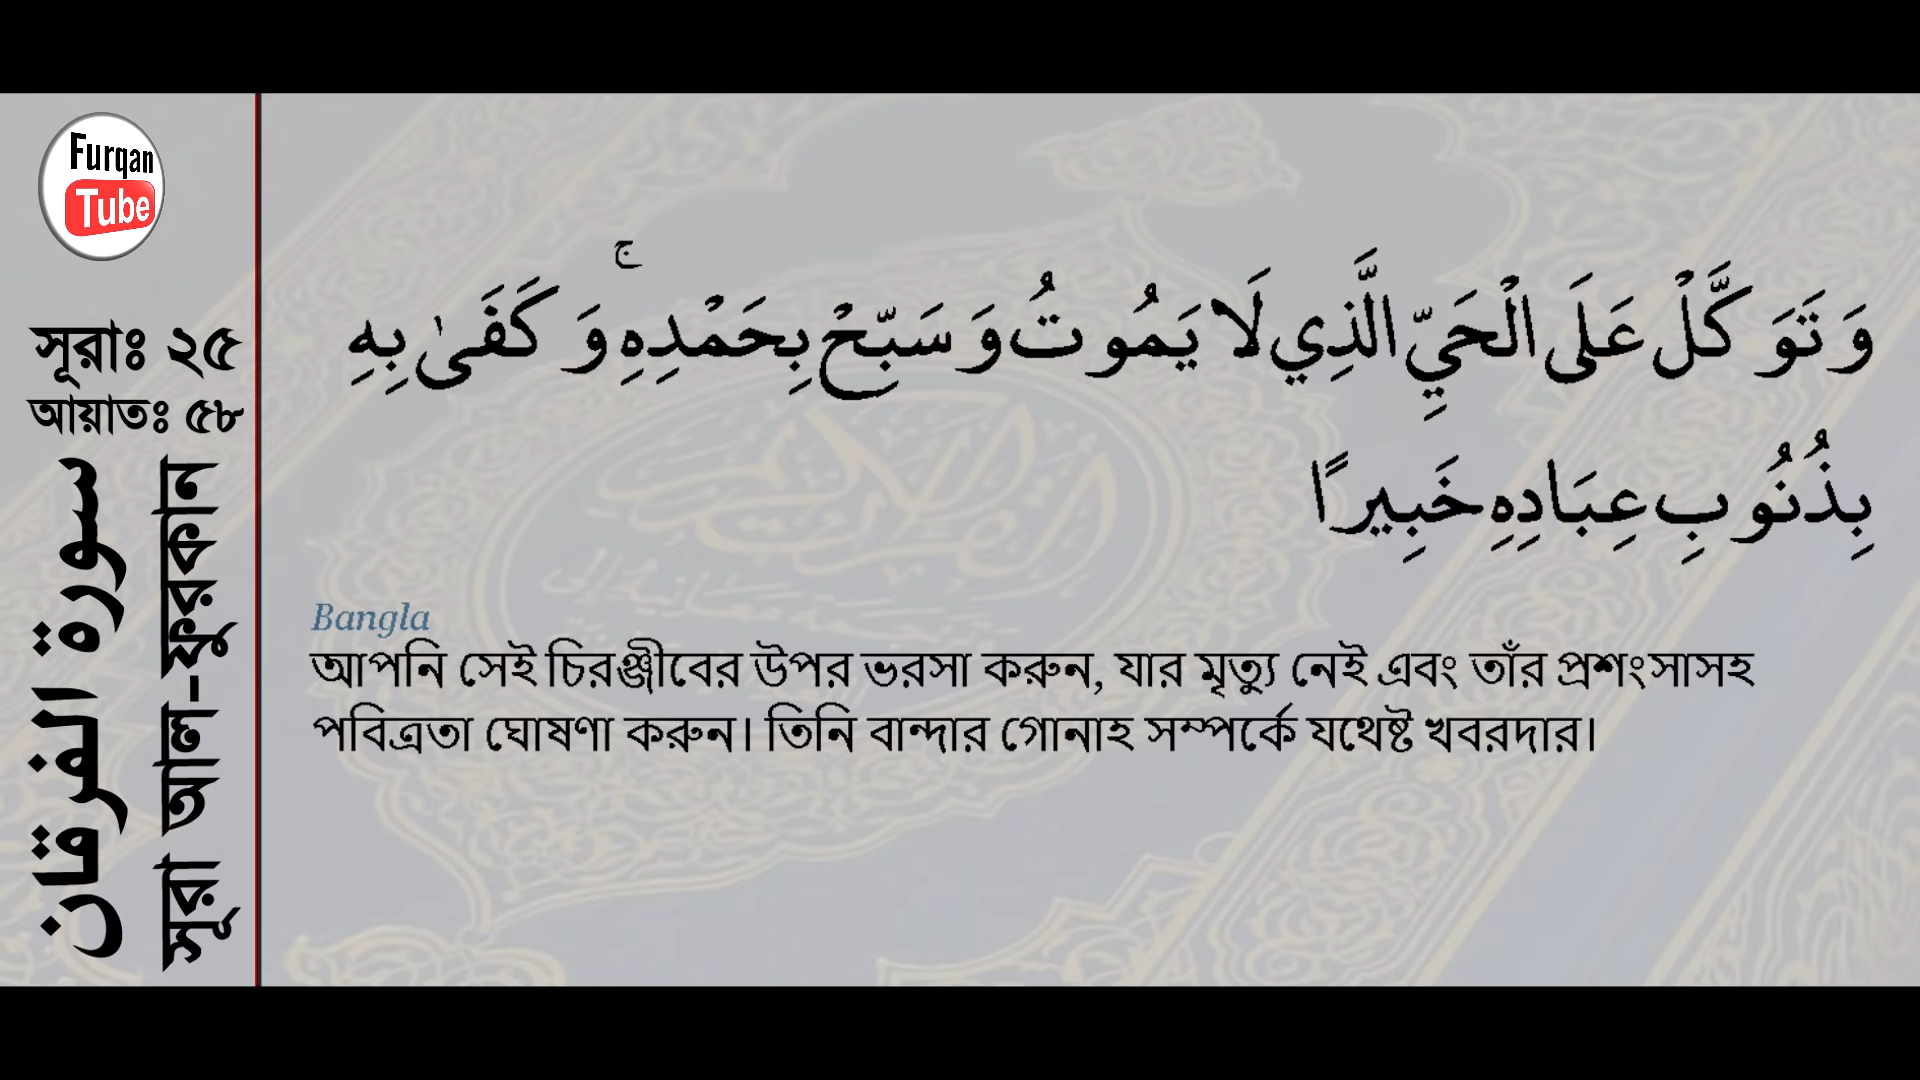 Furqan
Tube
সূরাঃ ২৫
আয়াতঃ ৫৮
سورة الفرقان
সূরা আল-ফুরকান
وَتَوَكَّلْ عَلَى الْحَيِّ الَّذِي لَا يَمُوتُ وَسَبِّحْ بِحَمْدِهِ ۚ وَكَفَىٰ بِهِ
بِذُنُوبِ عِبَادِهِ خَبِيرًا
Bangla
আপনি সেই চিরঞ্জীবের উপর ভরসা করুন, যার মৃত্যু নেই এবং তাঁর প্রশংসাসহ
পবিত্রতা ঘোষণা করুন। তিনি বান্দার গোনাহ সম্পর্কে যথেষ্ট খবরদার।